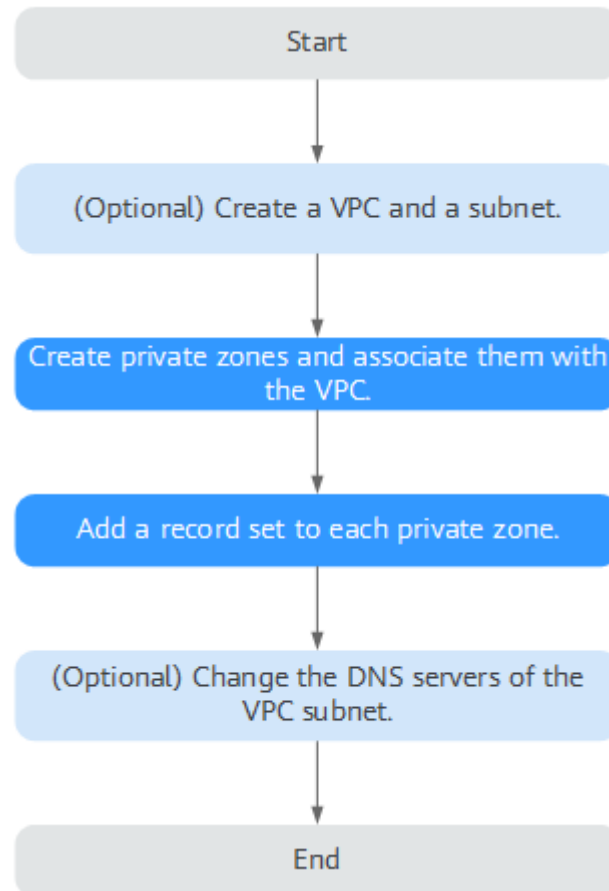 Start
(Optional) Create a VPC and a subnet.
Create private zones and associate them with
the VPC.
Add a record set to each private zone.
(Optional) Change the DNS servers of the
VPC subnet.
End